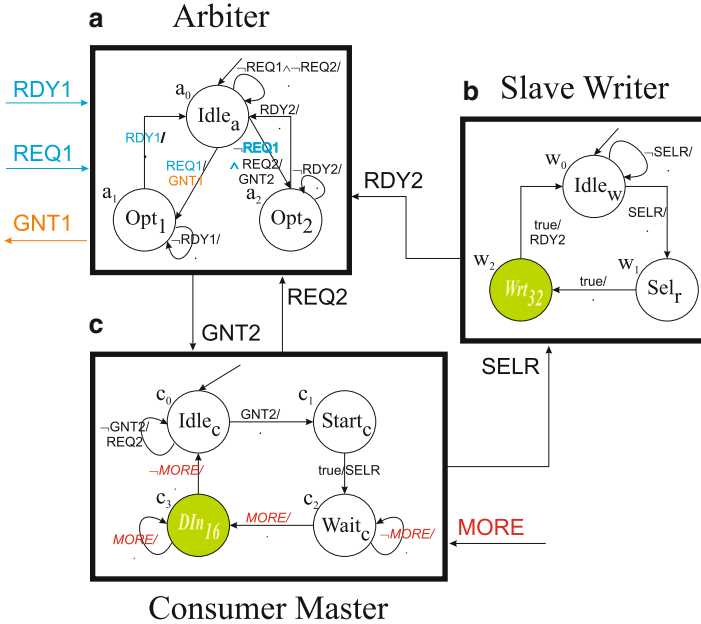 a Arbiter
RDY1
REQ1
GNT1
¬REQ1∧¬REQ2/
.
a0
Idlea
RDY2/
.
RDY1/
.
REQ1/
GNT1
¬REQ1
∧ REQ2/
GNT2
¬RDY2/
.
a1
Opt1
a2
Opt2
¬RDY1/
.
RDY2
b Slave Writer
w0
Idlew
¬SELR/
.
SELR/
.
true/
RDY2
w2
Wrt32
true/
.
w1
Selr
GNT2
REQ2
SELR
c
c0
Idlec
GNT2/
.
c1
Startc
¬GNT2/
REQ2
¬MORE/
.
true/SELR
c3
DIn16
MORE/
.
c2
Waitc
MORE/
.
¬MORE/
.
MORE
Consumer Master